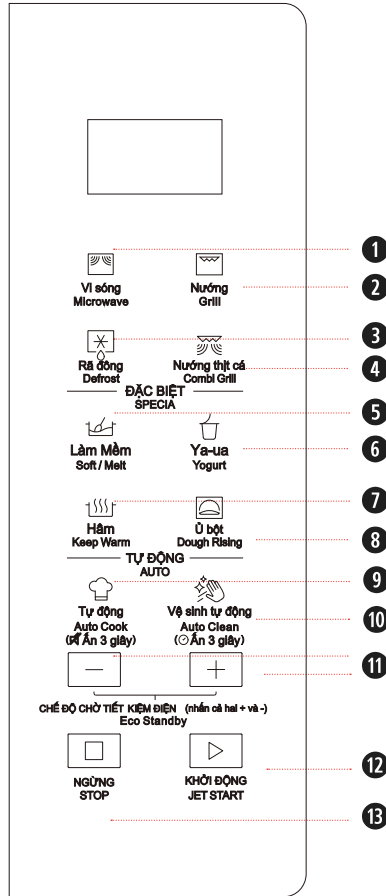 1
Vi sóng
Microwave
Nướng
Grill
2
Rã đông
Defrost
3
Nướng thịt cá
Combi Grill
4
ĐẶC BIỆT
SPECIA
5
Làm Mềm
Soft / Melt
Ya-ua
Yogurt
6
7
Hâm
Keep Warm
Ủ bột
Dough Rising
8
TỰ ĐỘNG
AUTO
9
Tự động
Auto Cook
Ấn 3 giây)
Vệ sinh tự động
Auto Clean
(Ấn 3 giây)
10
11
CHẾ ĐỘ CHỜ TIẾT KIỆM ĐIỆN (nhấn cả hai + và -)
Eco Standby
NGỪNG
STOP
KHỞI ĐỘNG
JET START
12
13